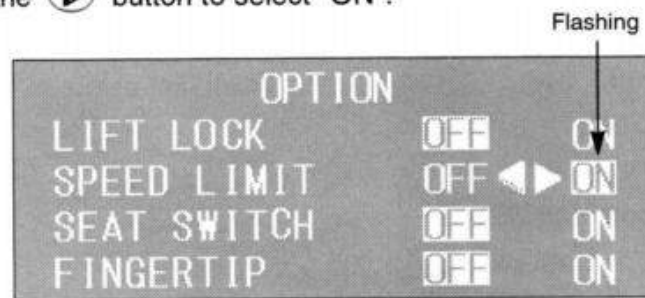 the ▶ button to select "ON".
Flashing
OPTION
LIFT LOCK OFF ON
SPEED LIMIT OFF ◀▶ ON
SEAT SWITCH OFF ON
FINGERTIP OFF ON